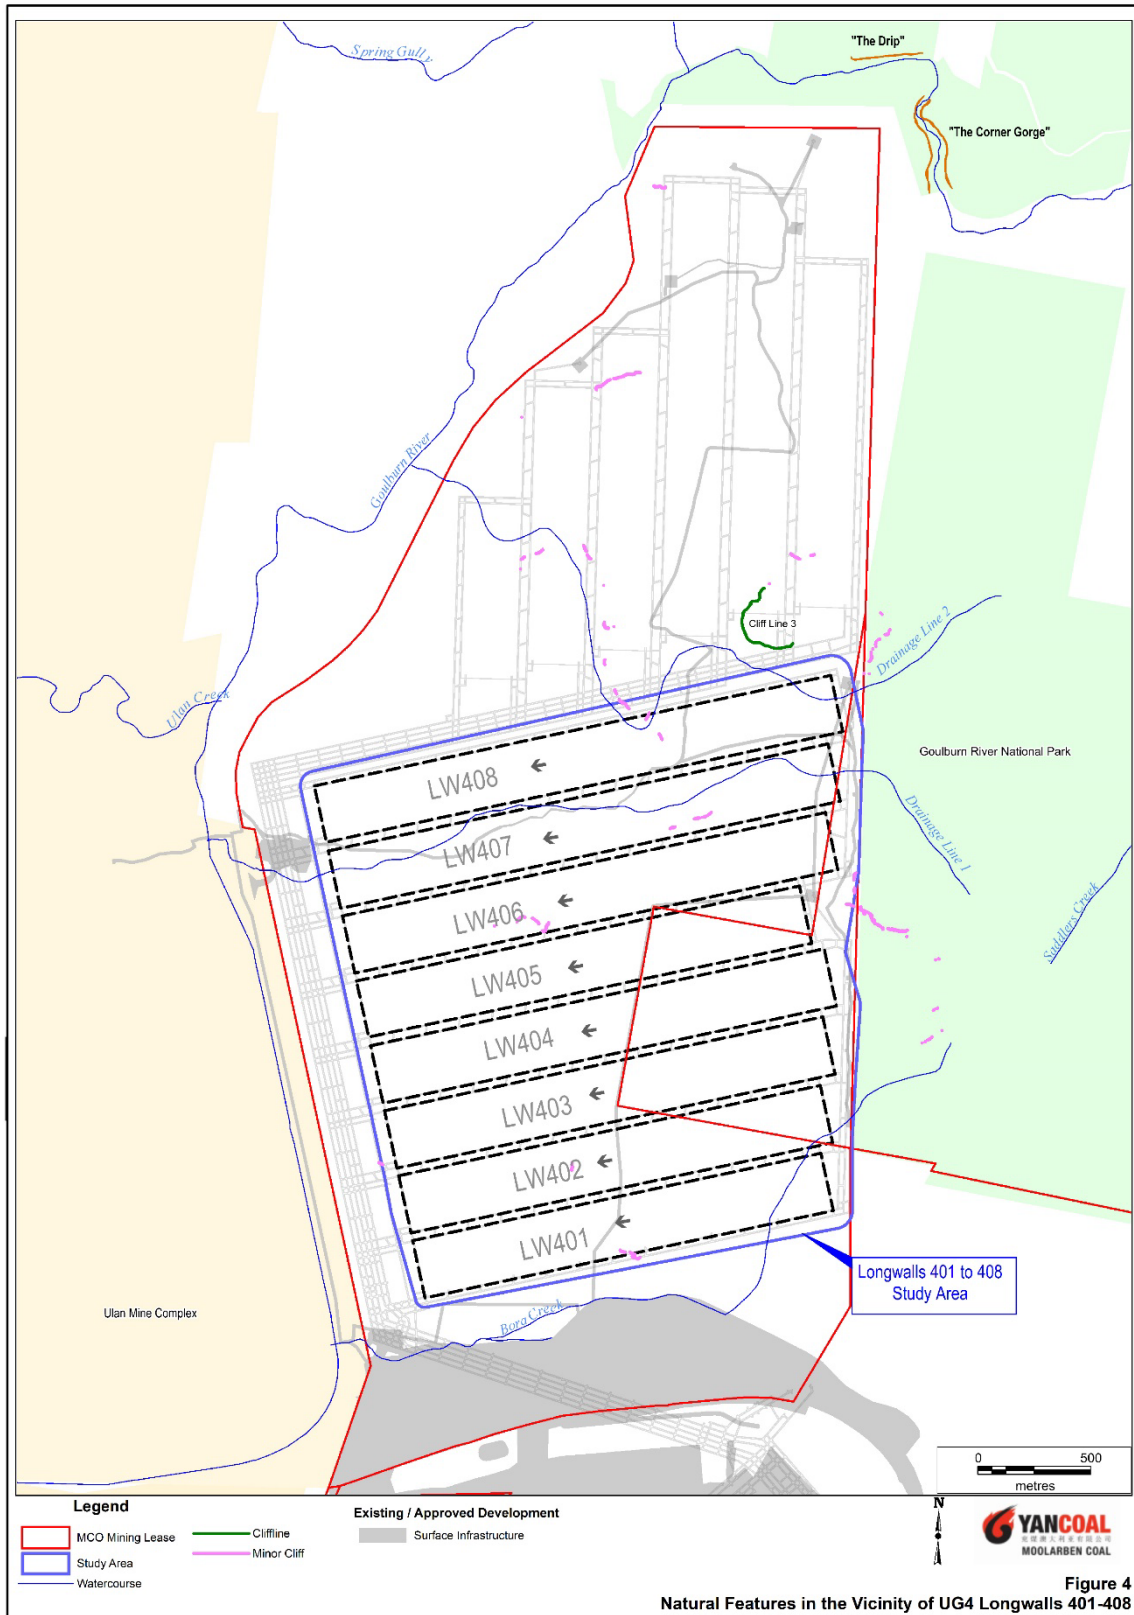 Spring Gully
"The Drip"
"The Corner Gorge"
Goulburn River
Cliff Line 3
Drainage Line 2
Ulan Creek
Goulburn River National Park
LW408
Drainage Line 1
LW407
Saddlers Creek
LW406
LW405
LW404
LW403
LW402
LW401
Longwalls 401 to 408
Study Area
Ulan Mine Complex
Bora Creek
0 500
metres
Legend
MCO Mining Lease
Study Area
Watercourse
Cliffline
Minor Cliff
Existing / Approved Development
Surface Infrastructure
N
YANCOAL
MOOLARBEN COAL
Figure 4
Natural Features in the Vicinity of UG4 Longwalls 401-408